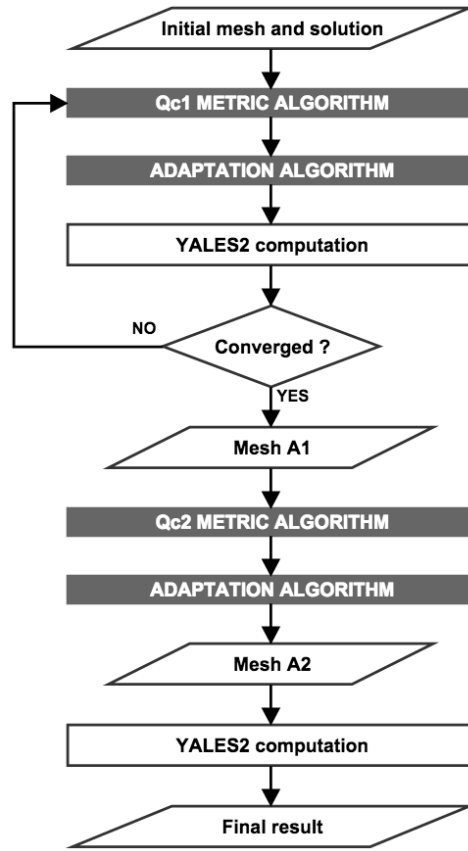 Initial mesh and solution
Qc1 METRIC ALGORITHM
ADAPTATION ALGORITHM
YALES2 computation
NO
Converged ?
YES
Mesh A1
Qc2 METRIC ALGORITHM
ADAPTATION ALGORITHM
Mesh A2
YALES2 computation
Final result